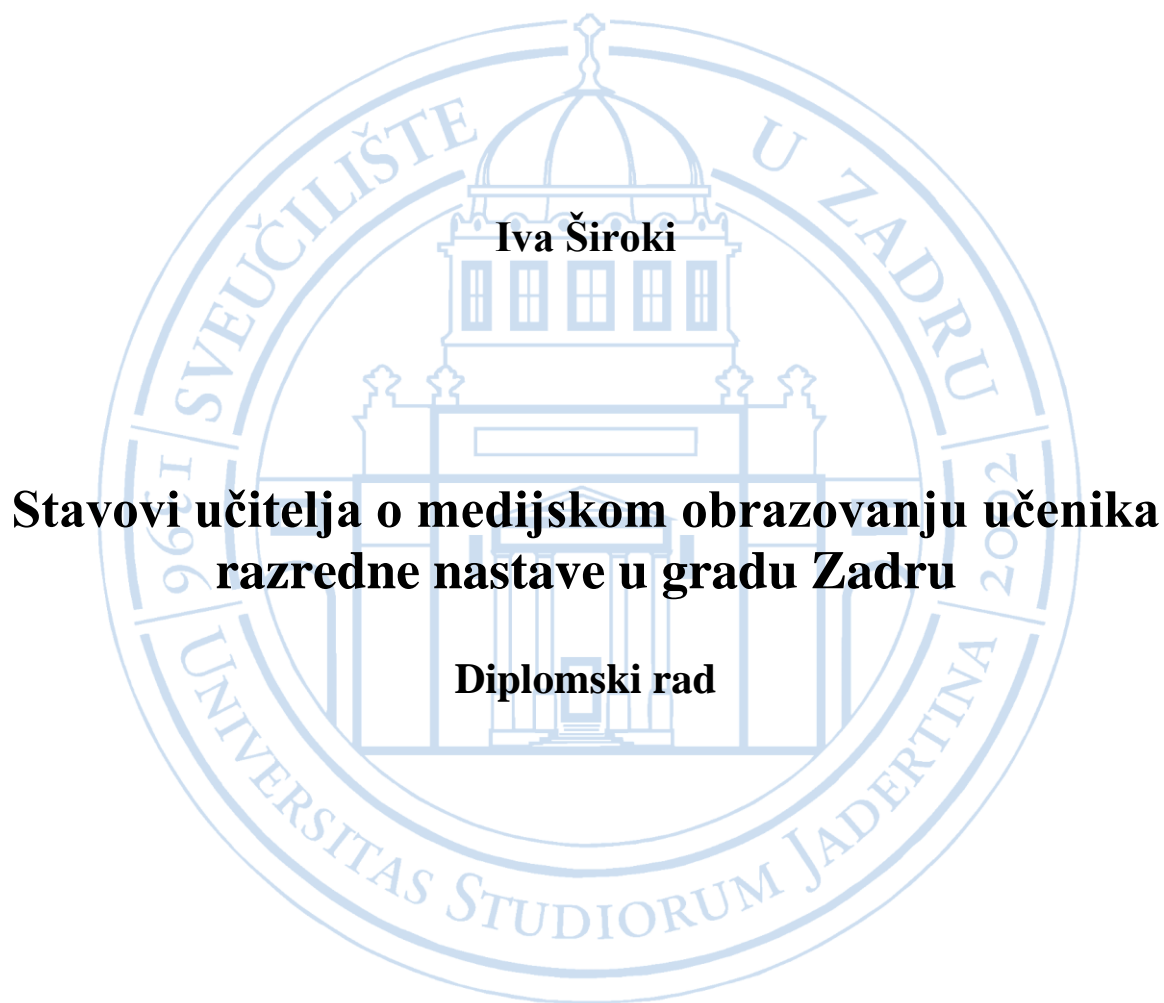 SVEUČILIŠTE U ZADRU
Iva Široki
Stavovi učitelja o medijskom obrazovanju učenika
razredne nastave u gradu Zadru
Diplomski rad
1396
2002
UNIVERSITAS STUDIORUM JADERTINA